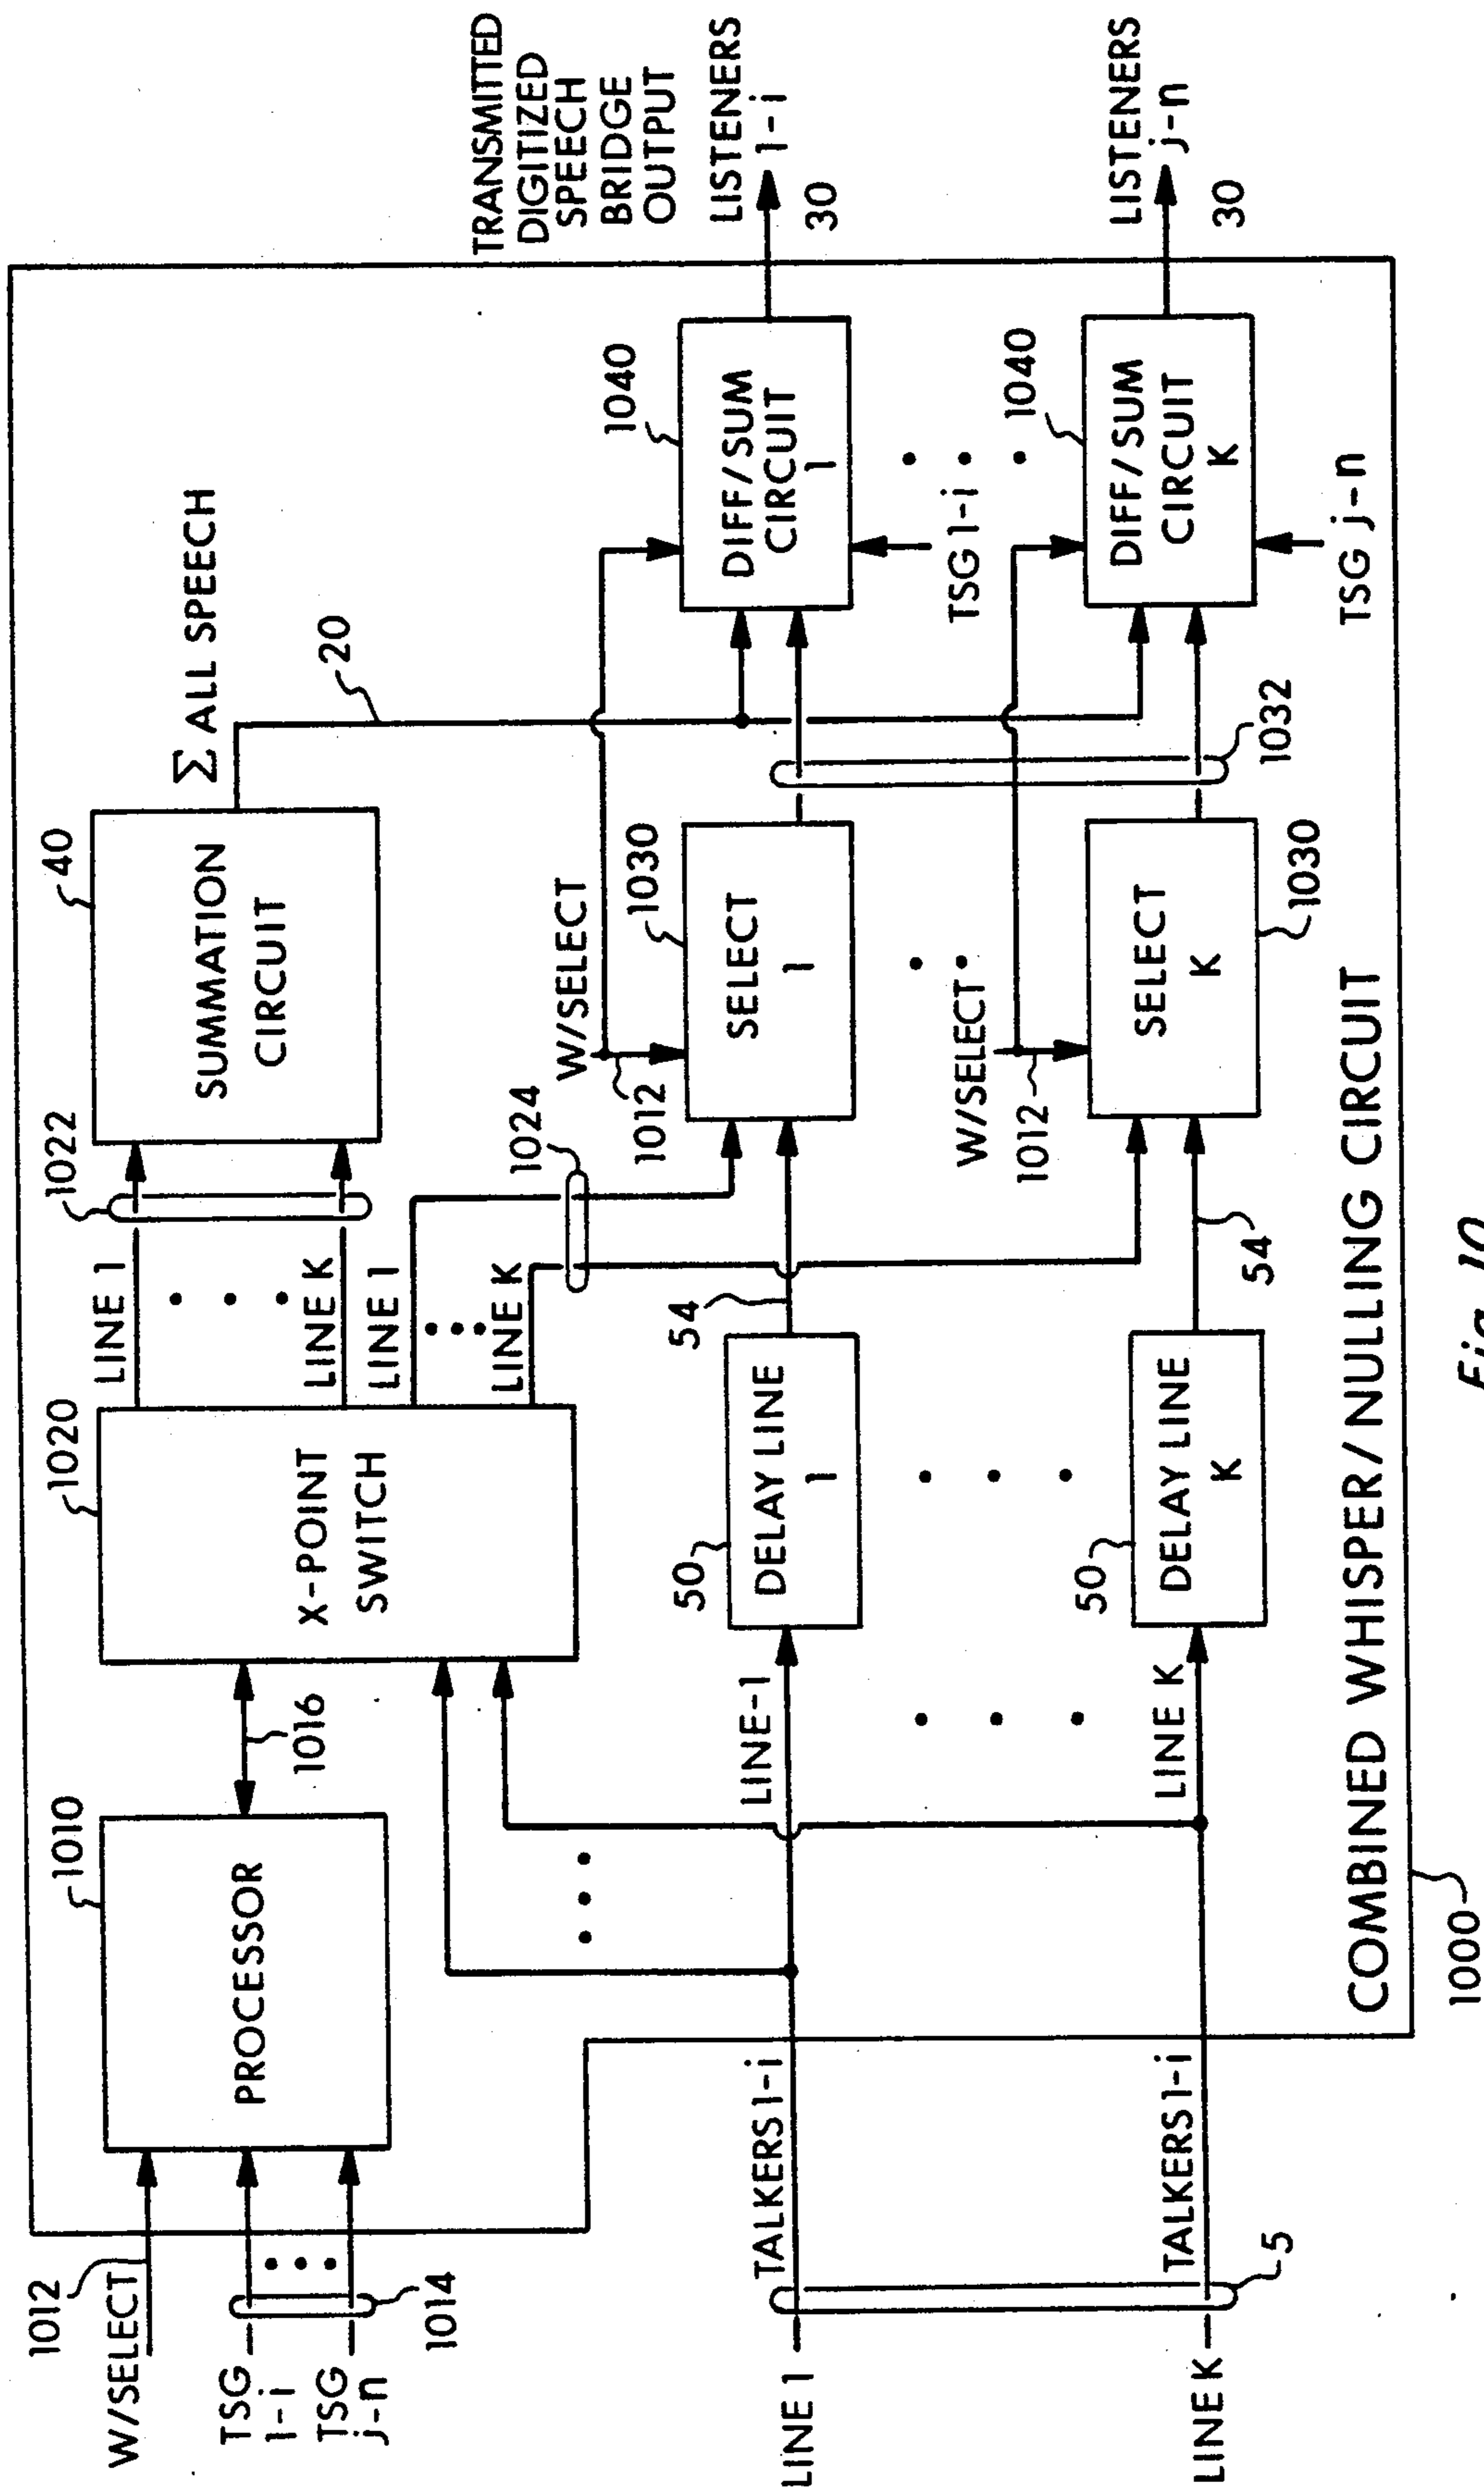 1012
W/SELECT
TSG
1-i
TSG
j-n
1014
1010
PROCESSOR
1016
1020
X-POINT
SWITCH
LINE 1
LINE K
LINE 1
LINE K
1022
1024
40
SUMMATION
CIRCUIT
Σ ALL SPEECH
20
LINE 1
TALKERS 1-i
LINE-1
50
DELAY LINE
1
54
W/SELECT
1012
1030
SELECT
1
1040
DIFF/SUM
CIRCUIT
1
TSG 1-i
TRANSMITTED
DIGITIZED
SPEECH
BRIDGE
OUTPUT
LISTENERS
1-i
30
LINE K
TALKERS 1-i
5
LINE K
50
DELAY LINE
K
54
W/SELECT
1012
1030
SELECT
K
1032
1040
DIFF/SUM
CIRCUIT
K
TSG j-n
LISTENERS
j-n
30
COMBINED WHISPER/NULLING CIRCUIT
1000
Fig. 10